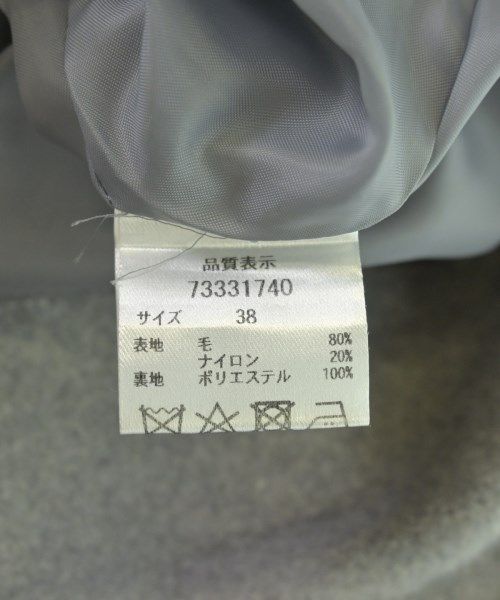 品質表示
73331740
サイズ 38
表地 毛 80%
ナイロン 20%
裏地 ポリエステル 100%